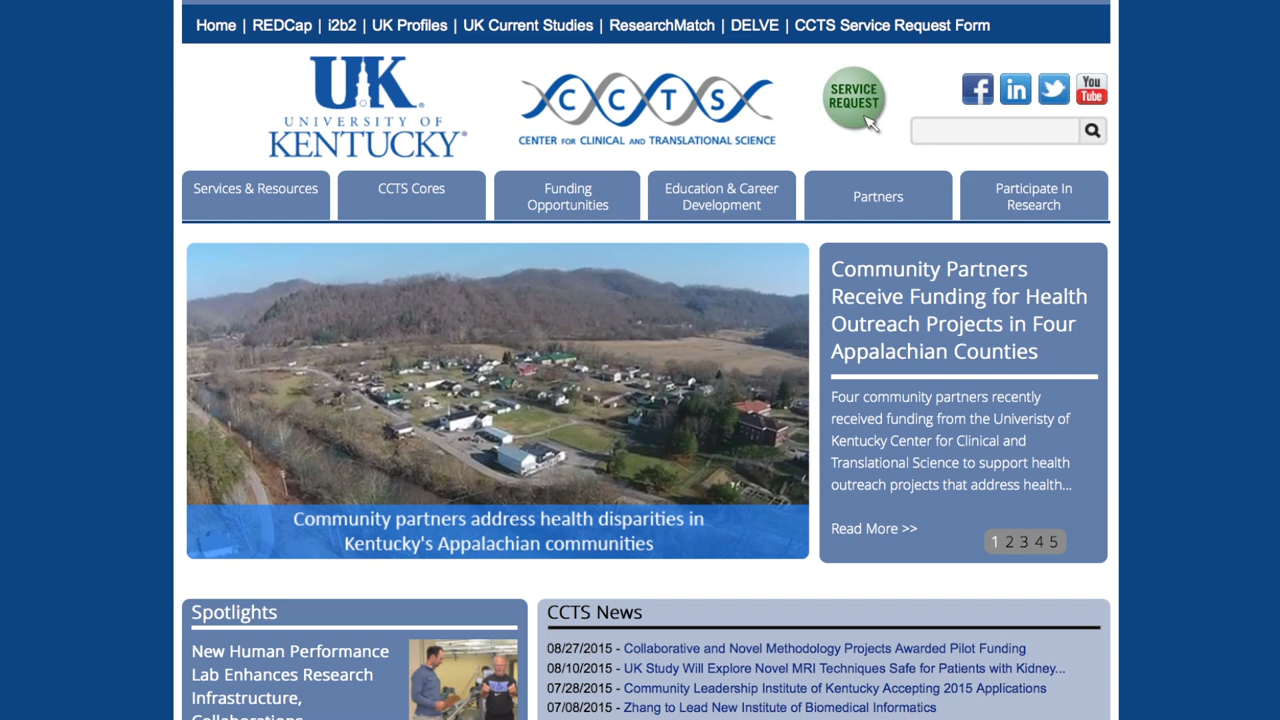 Home | REDCap | i2b2 | UK Profiles | UK Current Studies | ResearchMatch | DELVE | CCTS Service Request Form
UK
UNIVERSITY OF
KENTUCKY
C C T S
CENTER FOR CLINICAL AND TRANSLATIONAL SCIENCE
SERVICE
REQUEST
You
Tube
Services & Resources
CCTS Cores
Funding
Opportunities
Education & Career
Development
Partners
Participate In
Research
Community partners address health disparities in
Kentucky's Appalachian communities
Community Partners
Receive Funding for Health
Outreach Projects in Four
Appalachian Counties
Four community partners recently
received funding from the Univeristy of
Kentucky Center for Clinical and
Translational Science to support health
outreach projects that address health...
Read More >>
1 2 3 4 5
Spotlights
New Human Performance
Lab Enhances Research
Infrastructure,
Collaborations
CCTS News
08/27/2015 - Collaborative and Novel Methodology Projects Awarded Pilot Funding
08/10/2015 - UK Study Will Explore Novel MRI Techniques Safe for Patients with Kidney...
07/28/2015 - Community Leadership Institute of Kentucky Accepting 2015 Applications
07/08/2015 - Zhang to Lead New Institute of Biomedical Informatics